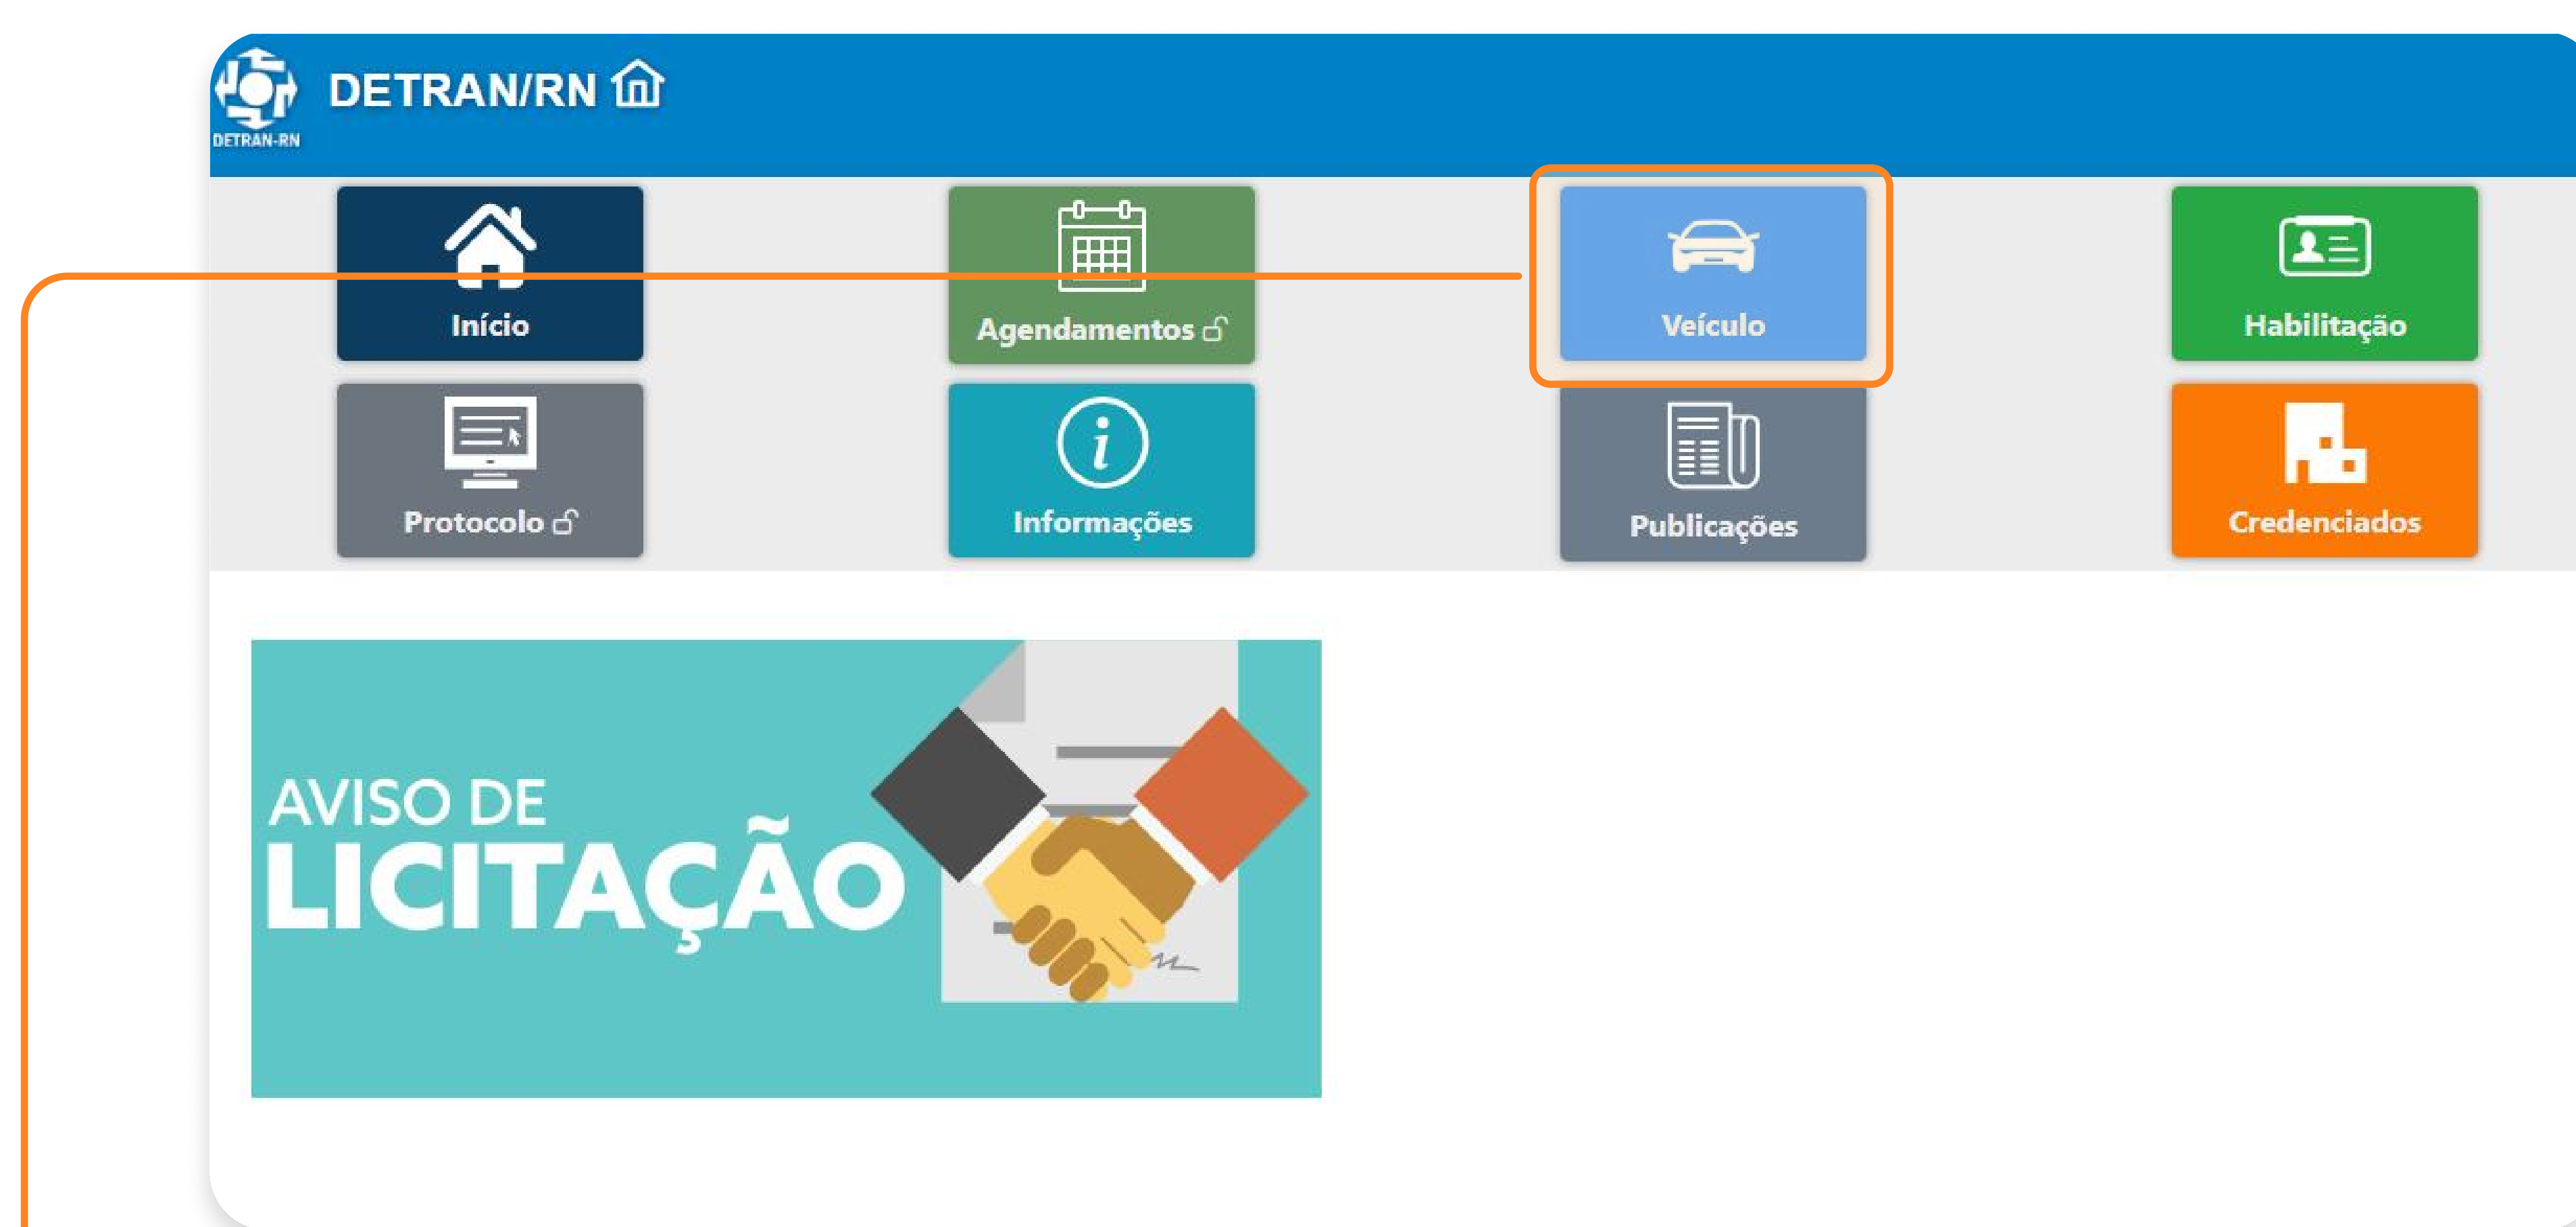 DETRAN-RN
DETRAN/RN
Início
Agendamentos
Veículo
Habilitação
Protocolo
Informações
Publicações
Credenciados
AVISO DE
LICITAÇÃO